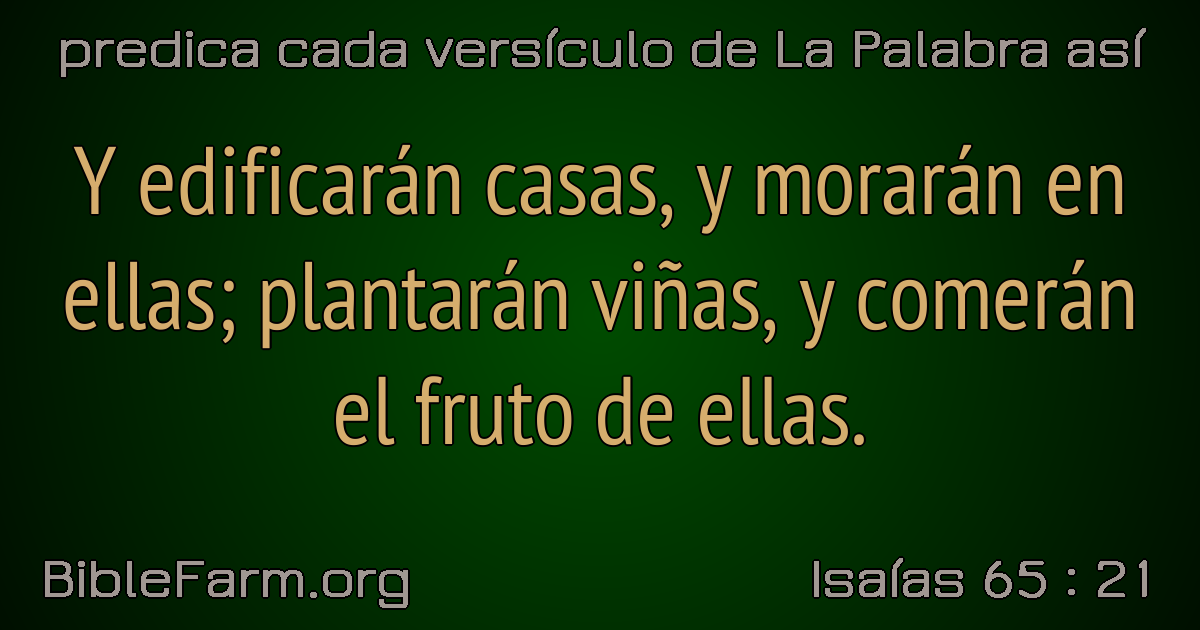 predica cada versículo de La Palabra así
Y edificarán casas, y morarán en
ellas; plantarán viñas, y comerán
el fruto de ellas.
BibleFarm.org
Isaías 65 : 21